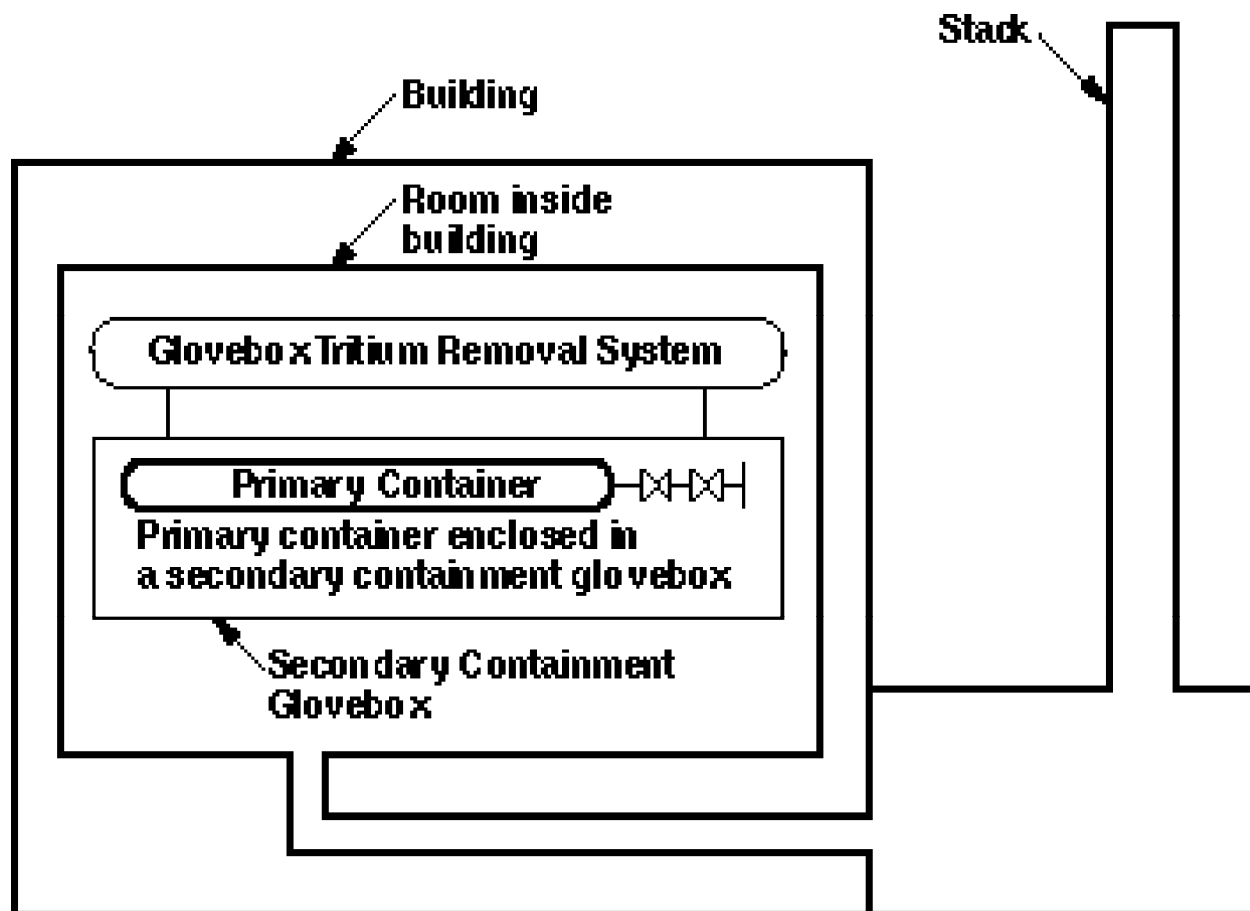 Stack
Building
Room inside
building
Glovebox Tritium Removal System
Primary Container
Primary container enclosed in
a secondary containment glovebox
Secondary Containment
Glovebox